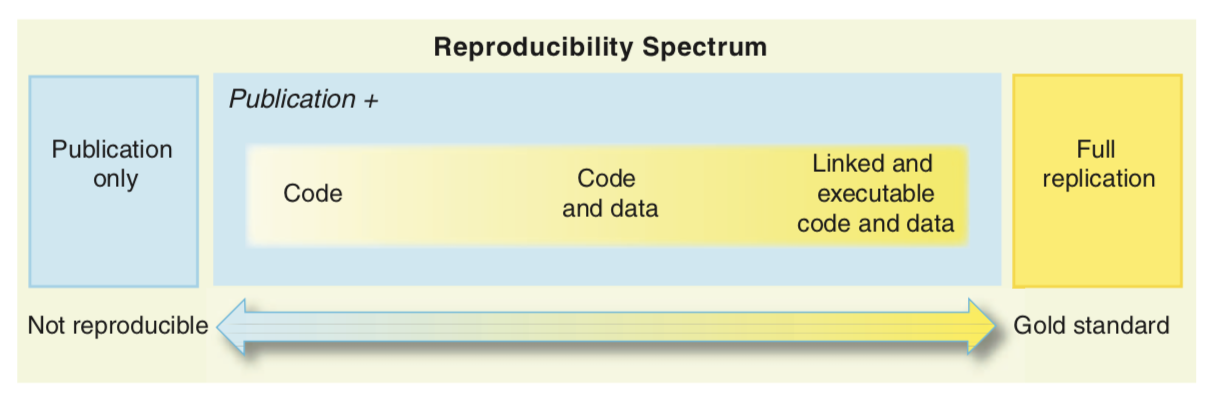 Reproducibility Spectrum
Publication
only
Publication +
Code
Code
and data
Linked and
executable
code and data
Full
replication
Not reproducible
Gold standard